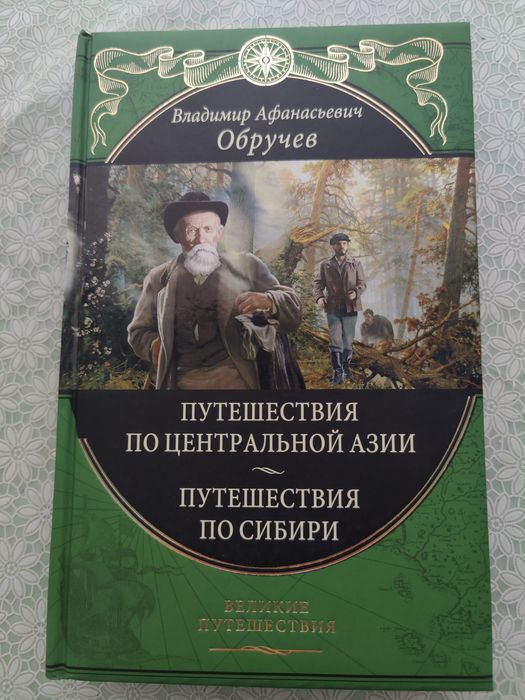 Владимир Афанасьевич
Обручев
ПУТЕШЕСТВИЯ
ПО ЦЕНТРАЛЬНОЙ АЗИИ
ПУТЕШЕСТВИЯ
ПО СИБИРИ
ВЕЛИКИЕ
ПУТЕШЕСТВИЯ